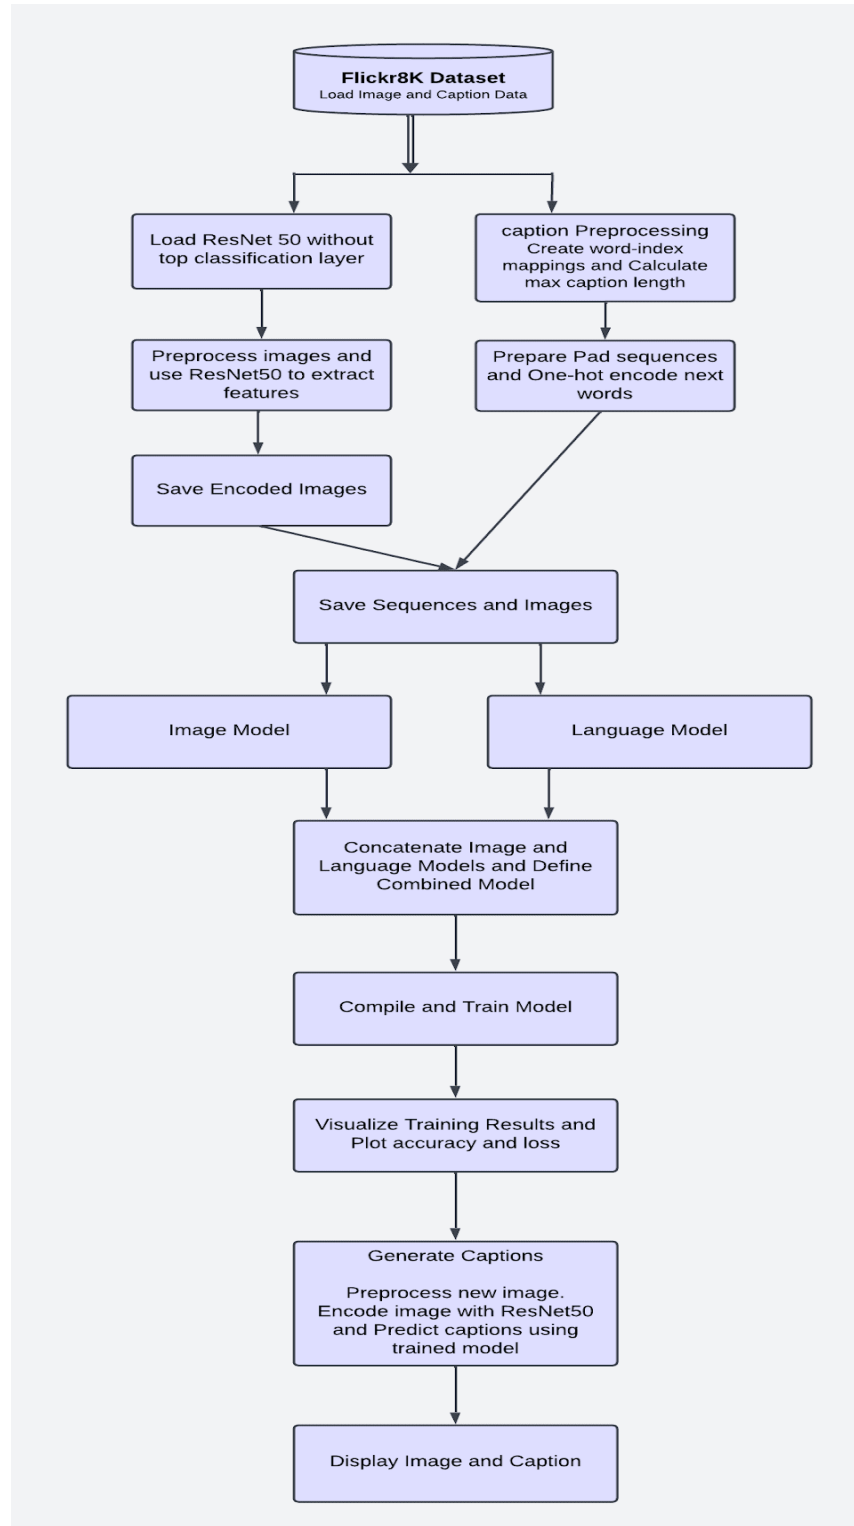 Flickr8K Dataset
Load Image and Caption Data
Load ResNet 50 without
top classification layer
caption Preprocessing
Create word-index
mappings and Calculate
max caption length
Preprocess images and
use ResNet50 to extract
features
Prepare Pad sequences
and One-hot encode next
words
Save Encoded Images
Save Sequences and Images
Image Model
Language Model
Concatenate Image and
Language Models and Define
Combined Model
Compile and Train Model
Visualize Training Results and
Plot accuracy and loss
Generate Captions
Preprocess new image.
Encode image with ResNet50
and Predict captions using
trained model
Display Image and Caption